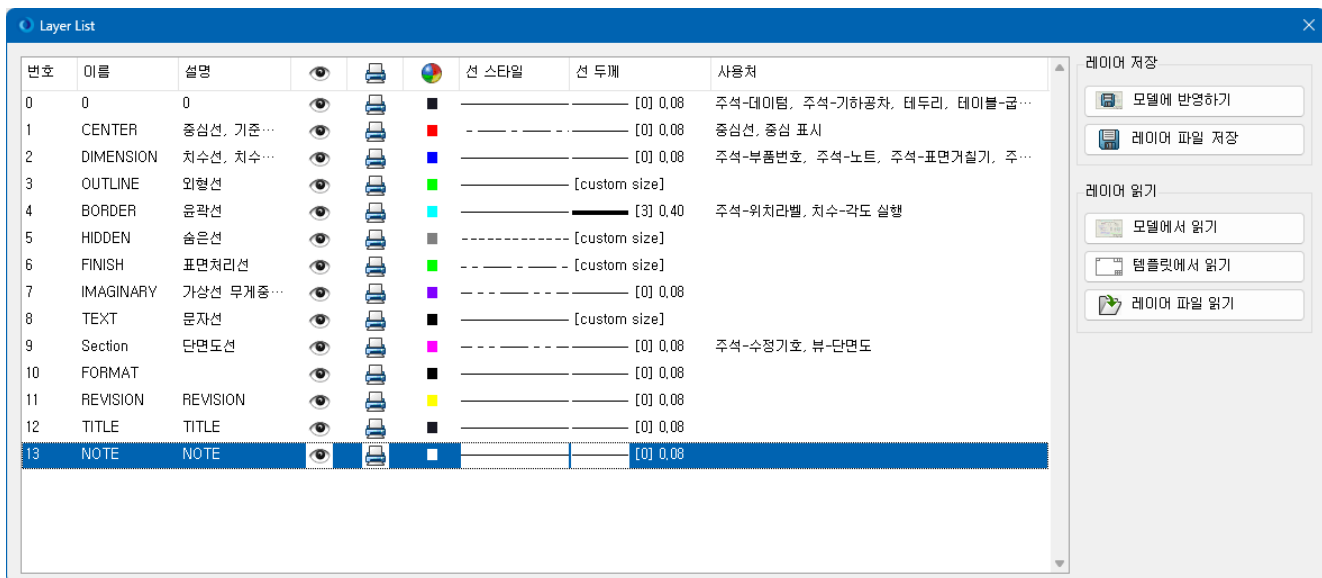 Layer List
번호 이름 설명 선 스타일 선 두께 사용처
0 0 0 [0] 0,08 주석-데이텀, 주석-기하공차, 테두리, 테이블-굽…
1 CENTER 중심선, 기준… [0] 0,08 중심선, 중심 표시
2 DIMENSION 치수선, 치수… [0] 0,08 주석-부품번호, 주석-노트, 주석-표면거칠기, 주…
3 OUTLINE 외형선 [custom size]
4 BORDER 윤곽선 [3] 0,40 주석-위치라벨, 치수-각도 실행
5 HIDDEN 숨은선 [custom size]
6 FINISH 표면처리선 [custom size]
7 IMAGINARY 가상선 무게중… [0] 0,08
8 TEXT 문자선 [custom size]
9 Section 단면도선 [0] 0,08 주석-수정기호, 뷰-단면도
10 FORMAT [0] 0,08
11 REVISION REVISION [0] 0,08
12 TITLE TITLE [0] 0,08
13 NOTE NOTE [0] 0,08
레이어 저장
모델에 반영하기
레이어 파일 저장
레이어 읽기
모델에서 읽기
템플릿에서 읽기
레이어 파일 읽기